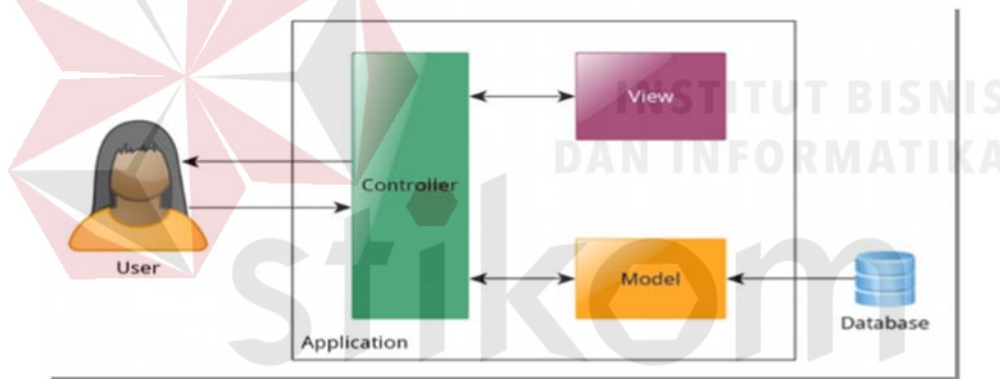 View
INSTITUT BISNIS
DAN INFORMATIKA
Controller
User
stikom
Model
Database
Application